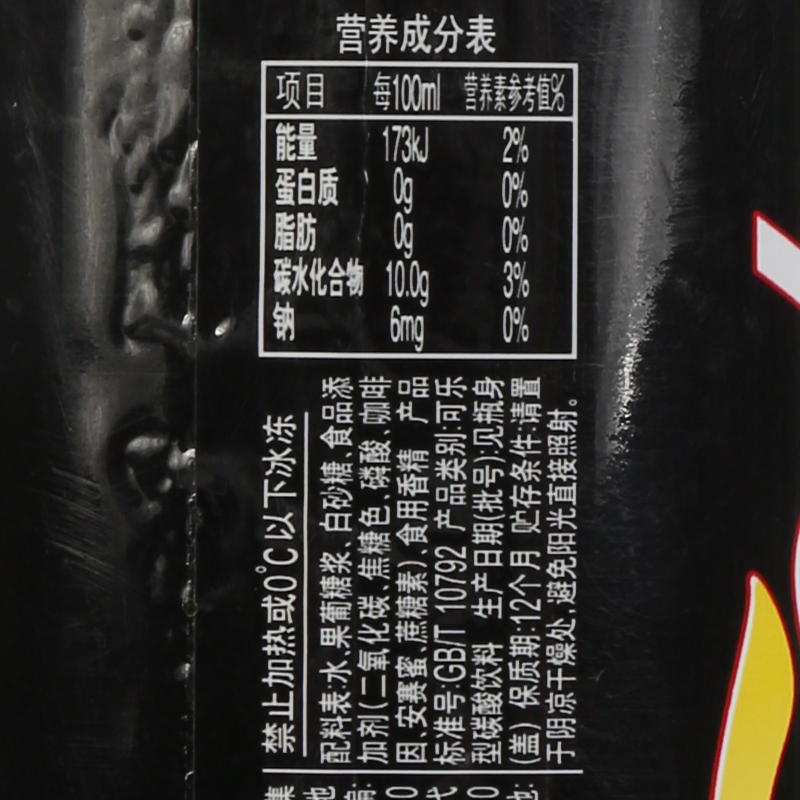 营养成分表
项目 每100ml 营养素参考值%
能量 173kJ 2%
蛋白质 0g 0%
脂肪 0g 0%
碳水化合物 10.0g 3%
钠 6mg 0%
禁止加热或0°C以下冰冻
配料表:水、果葡糖浆、白砂糖、食品添
加剂(二氧化碳、焦糖色、磷酸、咖啡
因、安赛蜜、蔗糖素)、食用香精 产品
标准号:GB/T 10792 产品类别:可乐
型碳酸饮料 生产日期(批号):见瓶身
(盖) 保质期:12个月 贮存条件:请置
于阴凉干燥处,避免阳光直接照射。